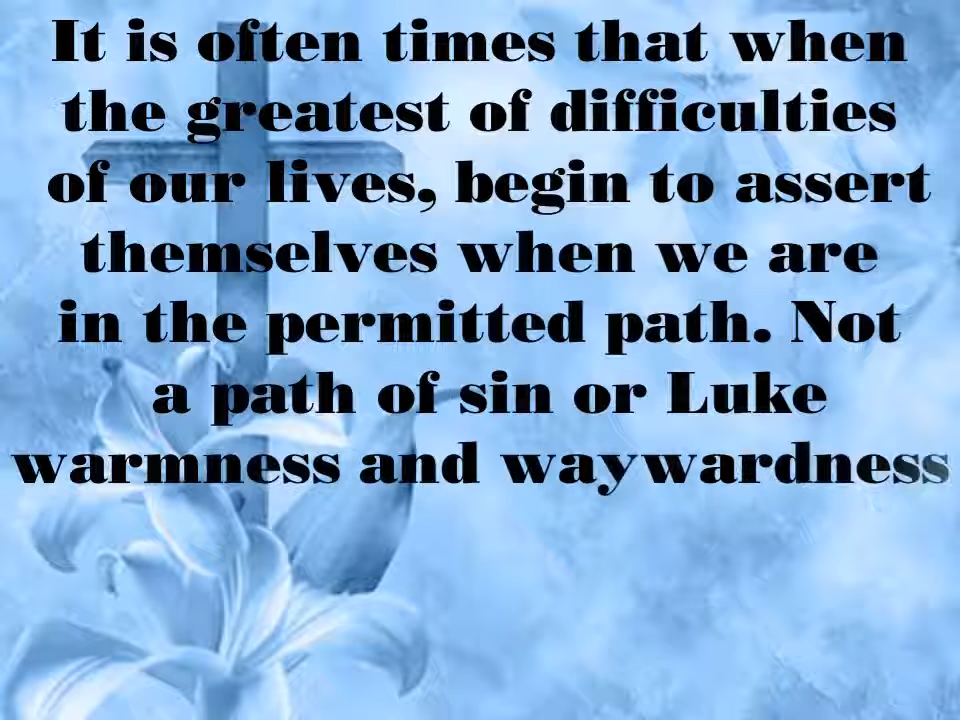 It is often times that when
the greatest of difficulties
of our lives, begin to assert
themselves when we are
in the permitted path. Not
a path of sin or Luke
warmness and waywardness